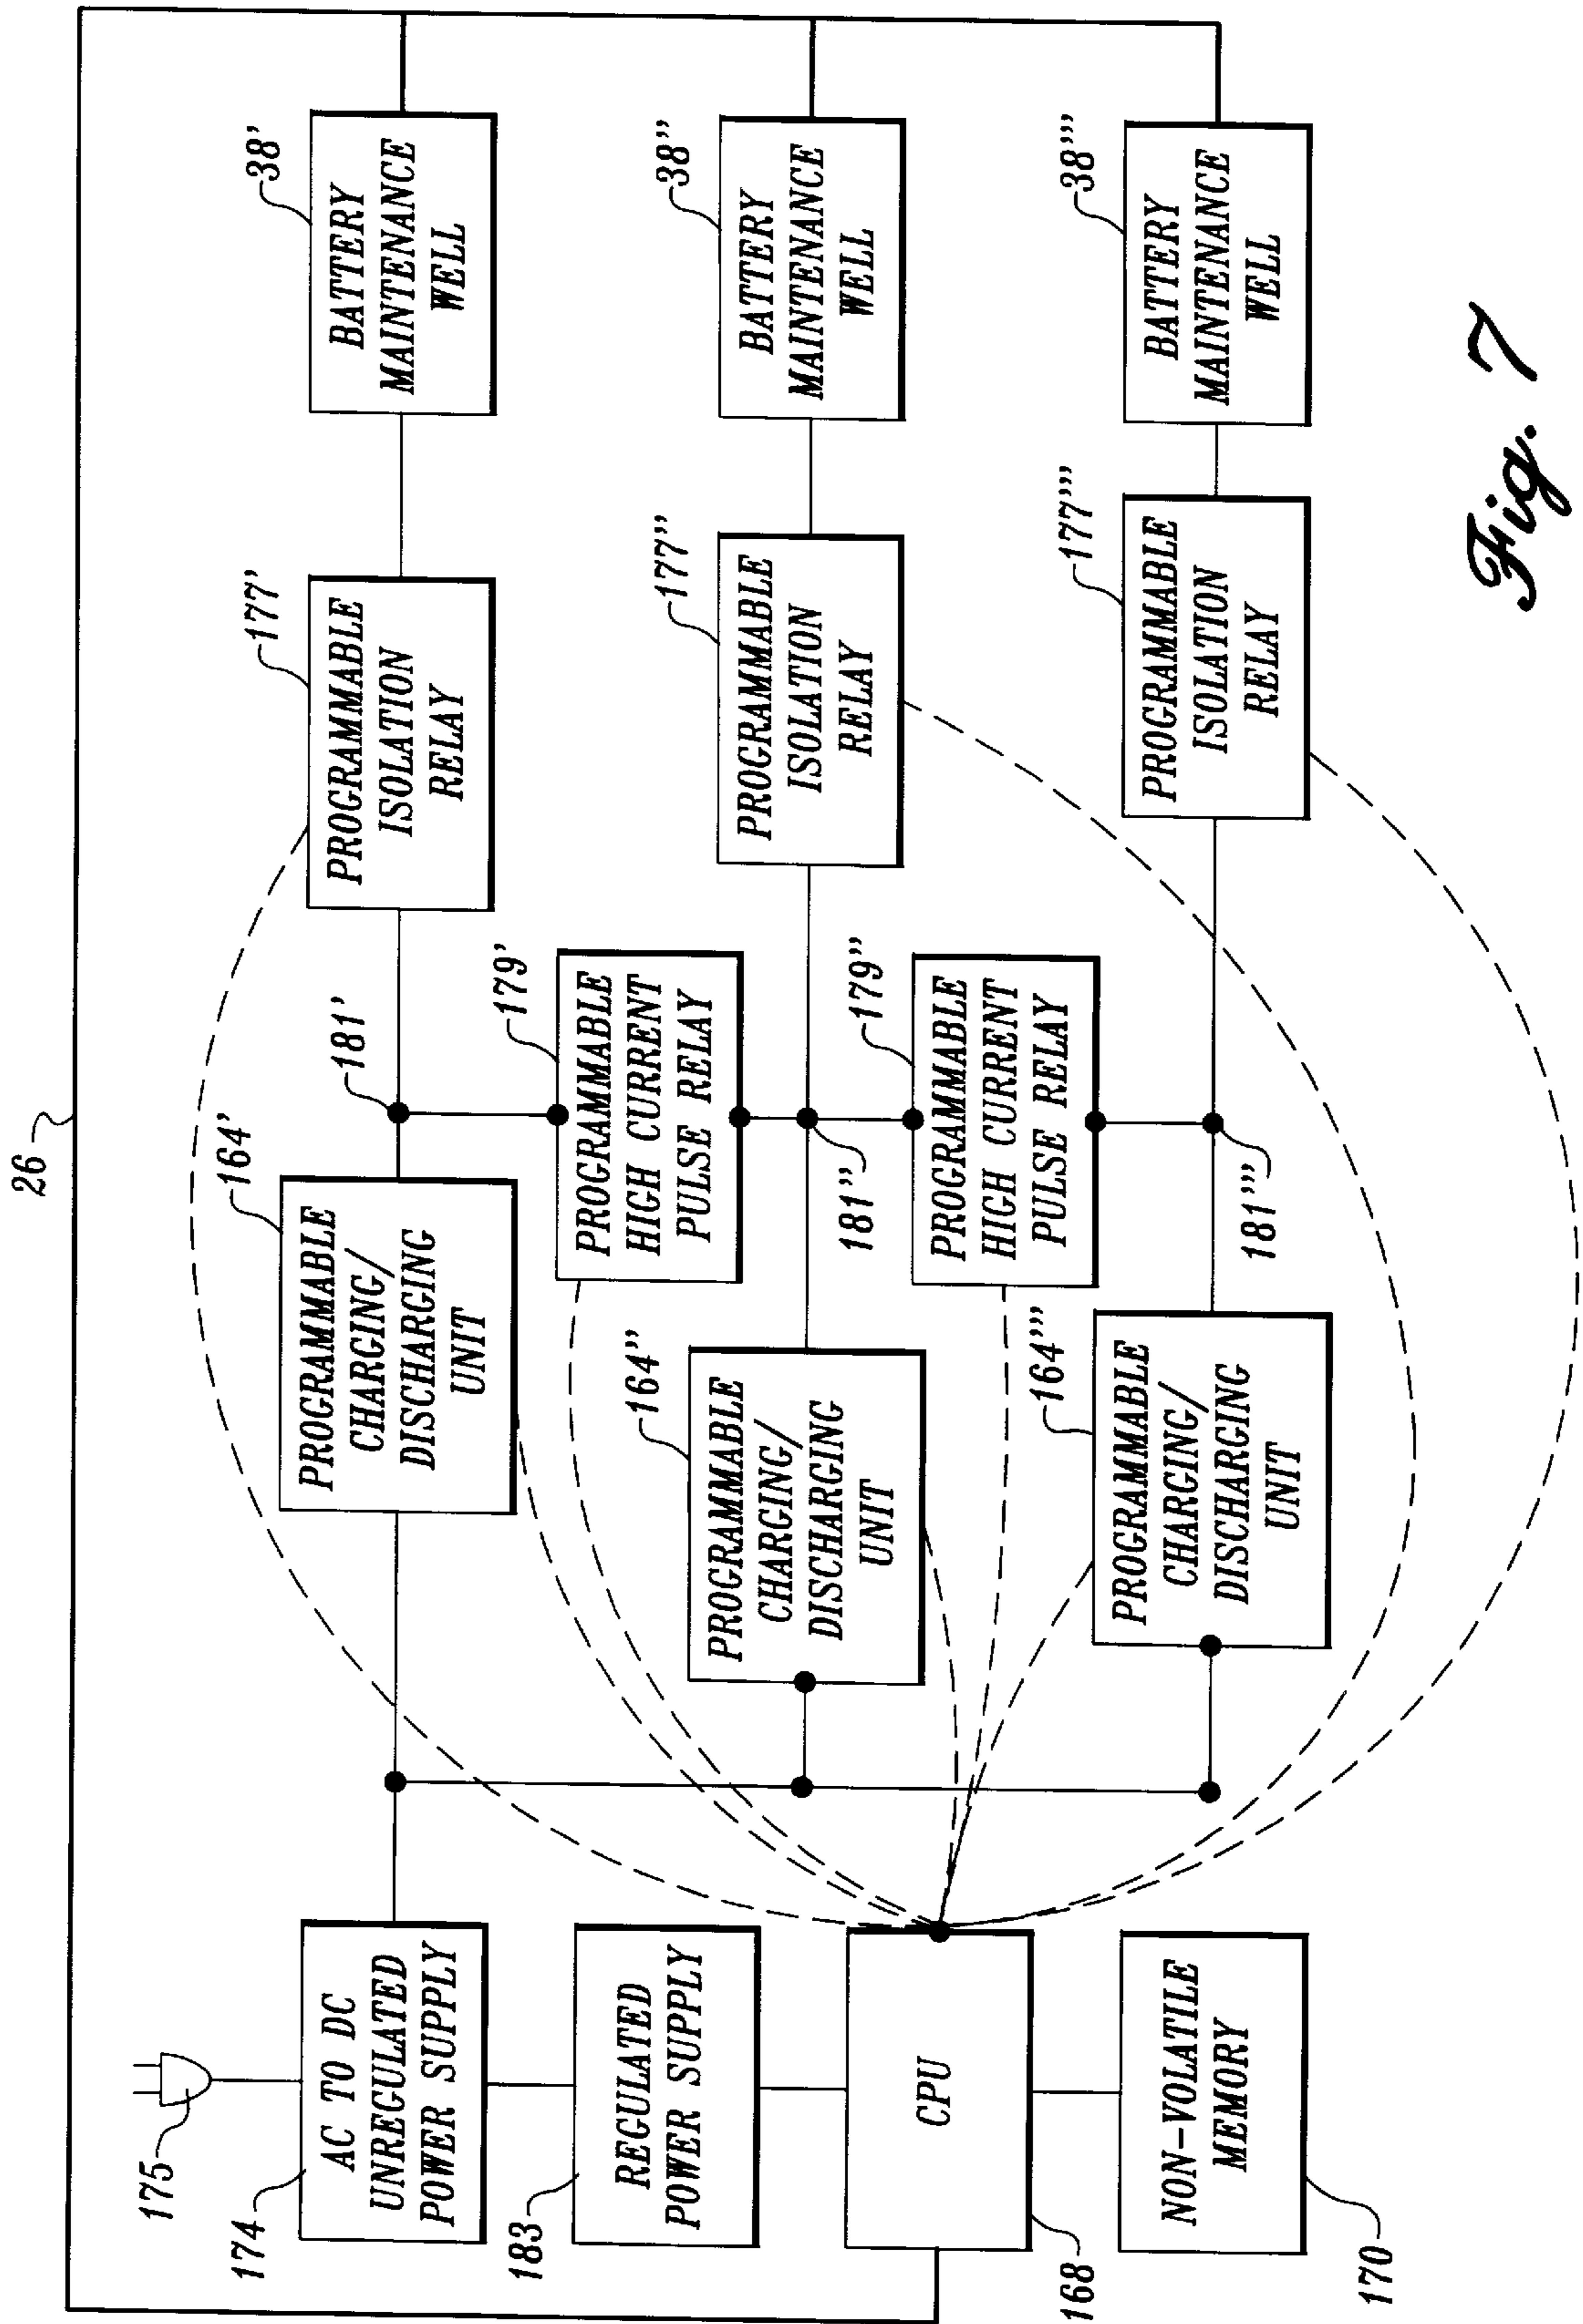 26
175
174
AC TO DC
UNREGULATED
POWER SUPPLY
183
REGULATED
POWER SUPPLY
CPU
168
NON-VOLATILE
MEMORY
170
164'
PROGRAMMABLE
CHARGING/
DISCHARGING
UNIT
164''
PROGRAMMABLE
CHARGING/
DISCHARGING
UNIT
164'''
PROGRAMMABLE
CHARGING/
DISCHARGING
UNIT
181'
179'
PROGRAMMABLE
HIGH CURRENT
PULSE RELAY
181''
179''
PROGRAMMABLE
HIGH CURRENT
PULSE RELAY
181'''
177'
PROGRAMMABLE
ISOLATION
RELAY
177''
PROGRAMMABLE
ISOLATION
RELAY
177'''
PROGRAMMABLE
ISOLATION
RELAY
38'
BATTERY
MAINTENANCE
WELL
38''
BATTERY
MAINTENANCE
WELL
38'''
BATTERY
MAINTENANCE
WELL
Fig. 7